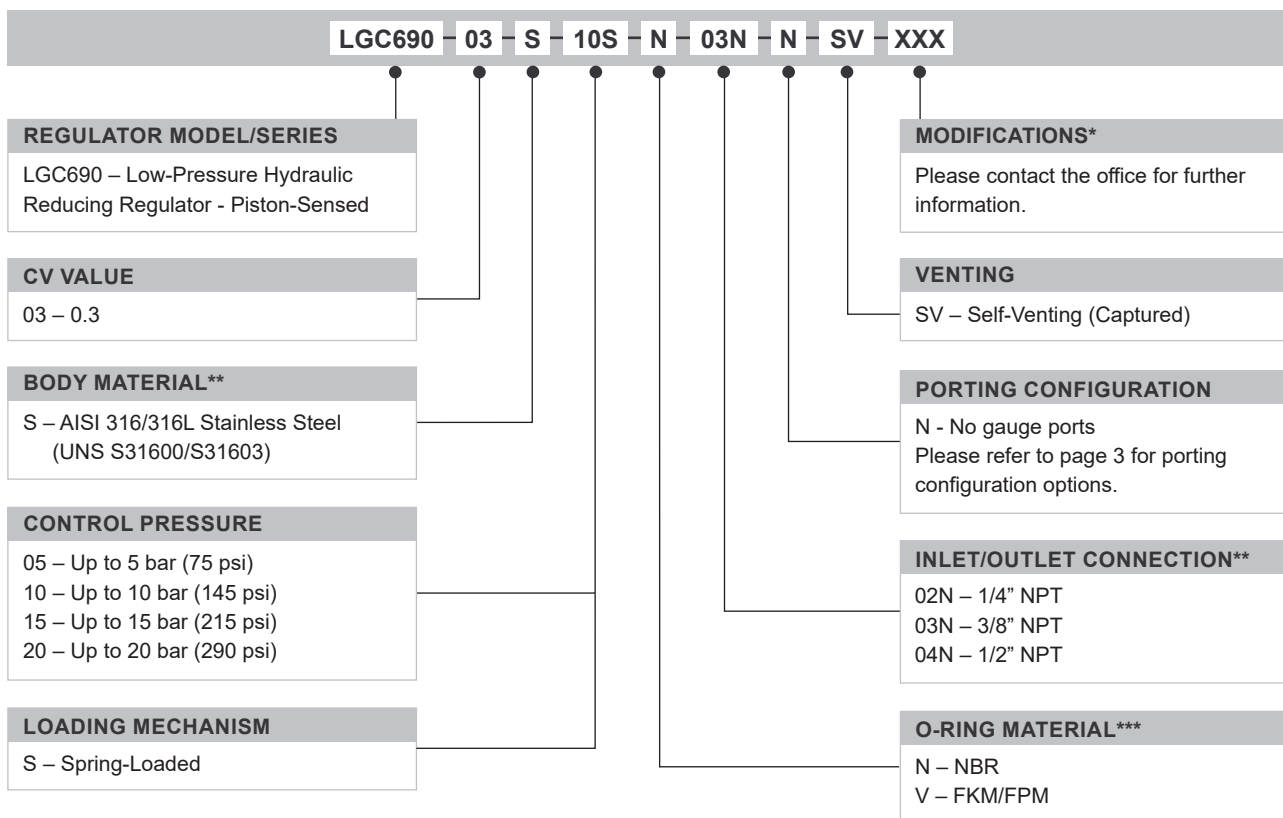 LGC690 – 03 – S – 10S – N – 03N – N – SV – XXX
REGULATOR MODEL/SERIES
LGC690 – Low-Pressure Hydraulic
Reducing Regulator - Piston-Sensed
CV VALUE
03 – 0.3
BODY MATERIAL**
S – AISI 316/316L Stainless Steel
(UNS S31600/S31603)
CONTROL PRESSURE
05 – Up to 5 bar (75 psi)
10 – Up to 10 bar (145 psi)
15 – Up to 15 bar (215 psi)
20 – Up to 20 bar (290 psi)
LOADING MECHANISM
S – Spring-Loaded
MODIFICATIONS*
Please contact the office for further
information.
VENTING
SV – Self-Venting (Captured)
PORTING CONFIGURATION
N - No gauge ports
Please refer to page 3 for porting
configuration options.
INLET/OUTLET CONNECTION**
02N – 1/4” NPT
03N – 3/8” NPT
04N – 1/2” NPT
O-RING MATERIAL***
N – NBR
V – FKM/FPM